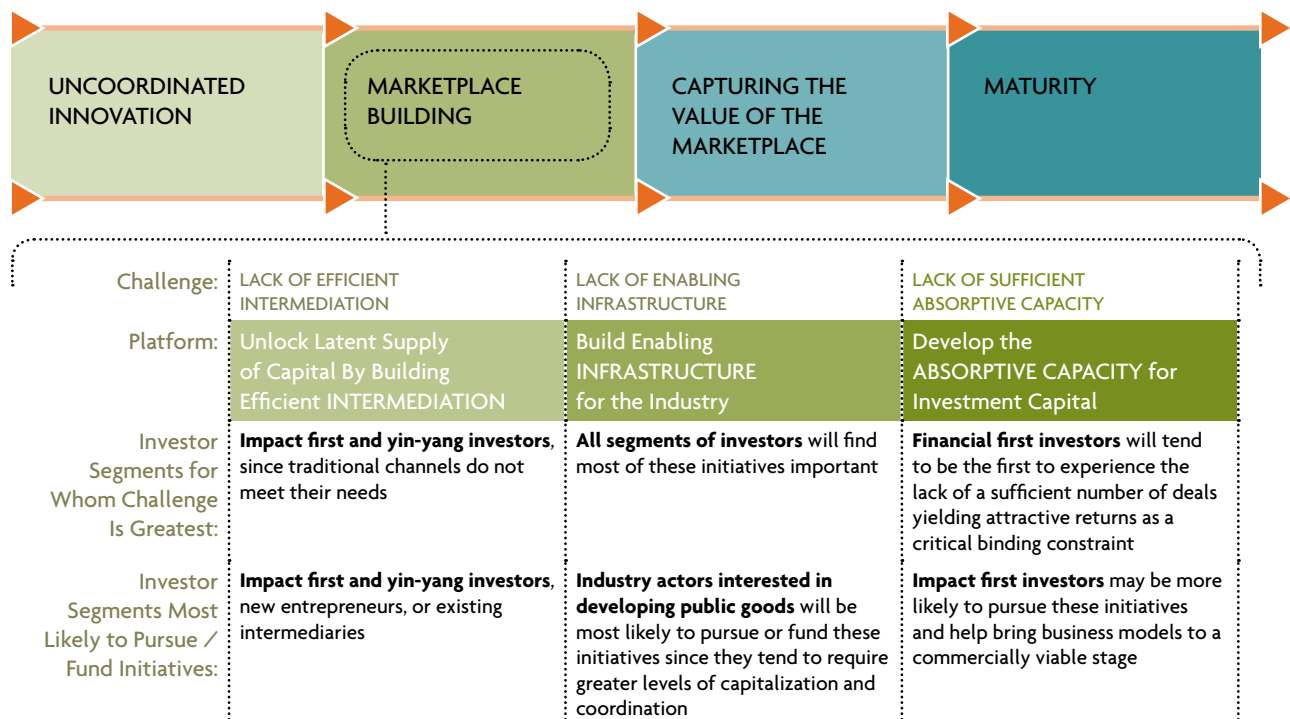 UNCOORDINATED
INNOVATION
MARKETPLACE
BUILDING
CAPTURING THE
VALUE OF THE
MARKETPLACE
MATURITY
Challenge:
LACK OF EFFICIENT
INTERMEDIATION
LACK OF ENABLING
INFRASTRUCTURE
LACK OF SUFFICIENT
ABSORPTIVE CAPACITY
Platform:
Unlock Latent Supply
of Capital By Building
Efficient INTERMEDIATION
Build Enabling
INFRASTRUCTURE
for the Industry
Develop the
ABSORPTIVE CAPACITY for
Investment Capital
Investor
Segments for
Whom Challenge
Is Greatest:
Impact first and yin-yang investors,
since traditional channels do not
meet their needs
All segments of investors will find
most of these initiatives important
Financial first investors will tend
to be the first to experience the
lack of a sufficient number of deals
yielding attractive returns as a
critical binding constraint
Investor
Segments Most
Likely to Pursue /
Fund Initiatives:
Impact first and yin-yang investors,
new entrepreneurs, or existing
intermediaries
Industry actors interested in
developing public goods will be
most likely to pursue or fund these
initiatives since they tend to require
greater levels of capitalization and
coordination
Impact first investors may be more
likely to pursue these initiatives
and help bring business models to a
commercially viable stage